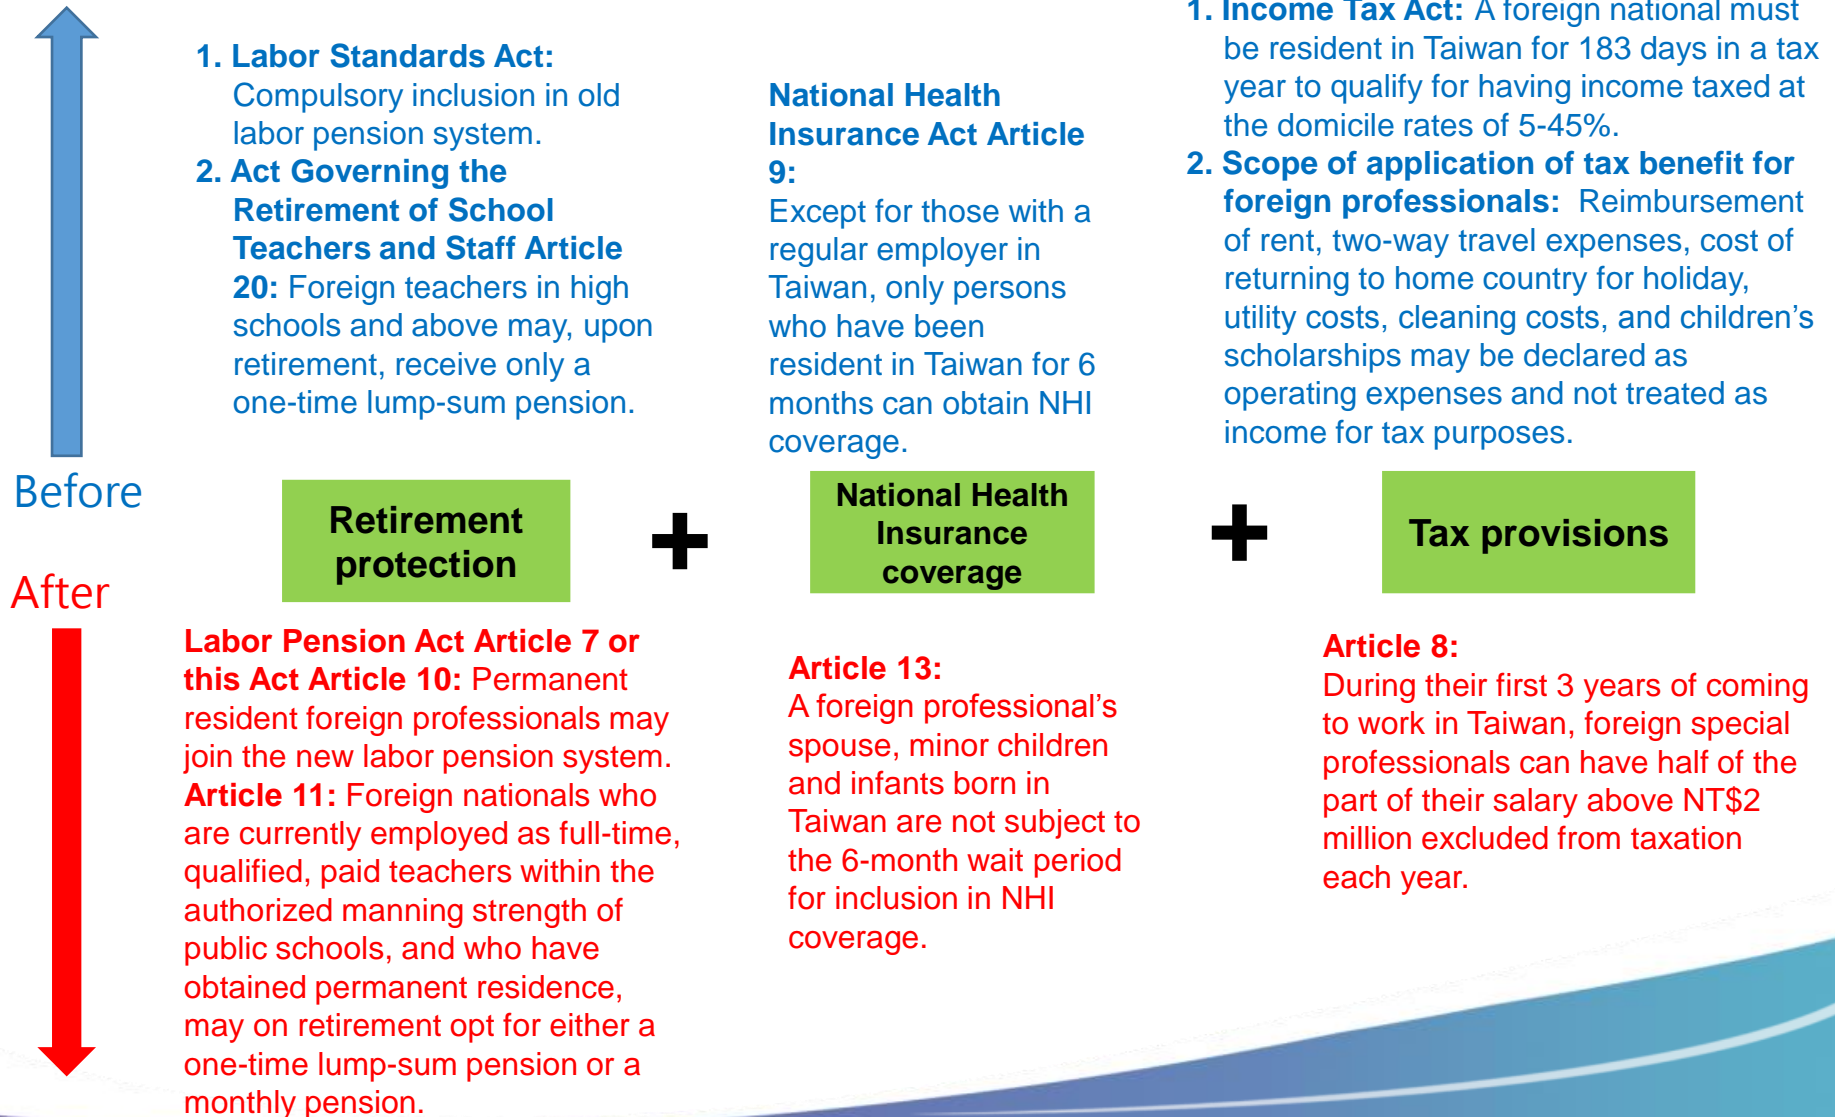 1. Labor Standards Act:
Compulsory inclusion in old
labor pension system.
2. Act Governing the
Retirement of School
Teachers and Staff Article
20: Foreign teachers in high
schools and above may, upon
retirement, receive only a
one-time lump-sum pension.
National Health
Insurance Act Article
9:
Except for those with a
regular employer in
Taiwan, only persons
who have been
resident in Taiwan for 6
months can obtain NHI
coverage.
1. Income Tax Act: A foreign national must
be resident in Taiwan for 183 days in a tax
year to qualify for having income taxed at
the domicile rates of 5-45%.
2. Scope of application of tax benefit for
foreign professionals: Reimbursement
of rent, two-way travel expenses, cost of
returning to home country for holiday,
utility costs, cleaning costs, and children’s
scholarships may be declared as
operating expenses and not treated as
income for tax purposes.
Before
Retirement
protection
+
National Health
Insurance
coverage
+
Tax provisions
After
Labor Pension Act Article 7 or
this Act Article 10: Permanent
resident foreign professionals may
join the new labor pension system.
Article 11: Foreign nationals who
are currently employed as full-time,
qualified, paid teachers within the
authorized manning strength of
public schools, and who have
obtained permanent residence,
may on retirement opt for either a
one-time lump-sum pension or a
monthly pension.
Article 13:
A foreign professional’s
spouse, minor children
and infants born in
Taiwan are not subject to
the 6-month wait period
for inclusion in NHI
coverage.
Article 8:
During their first 3 years of coming
to work in Taiwan, foreign special
professionals can have half of the
part of their salary above NT$2
million excluded from taxation
each year.